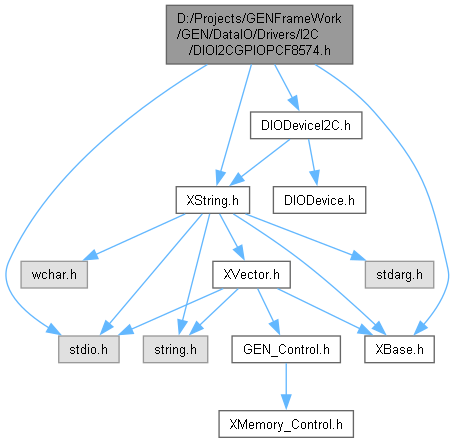 D:/Projects/GENFrameWork
/GEN/DataIO/Drivers/I2C
/DIOI2CGPIOPCF8574.h
DIODeviceI2C.h
XString.h
DIODevice.h
wchar.h
XVector.h
stdarg.h
stdio.h
string.h
GEN_Control.h
XBase.h
XMemory_Control.h